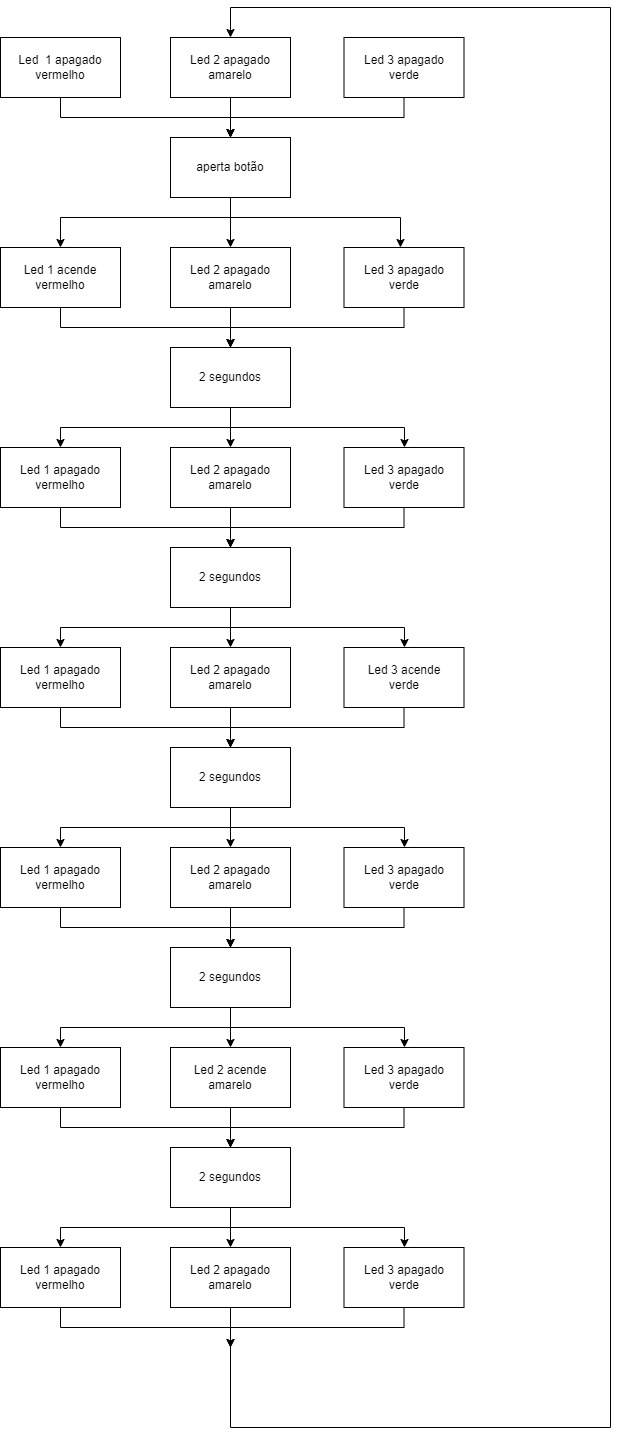 Led  1 apagado
vermelho
Led 2 apagado
amarelo
Led 3 apagado
verde
aperta botão
Led 1 acende
vermelho
Led 2 apagado
amarelo
Led 3 apagado
verde
2 segundos
Led 1 apagado
vermelho
Led 2 apagado
amarelo
Led 3 apagado
verde
2 segundos
Led 1 apagado
vermelho
Led 2 apagado
amarelo
Led 3 acende
verde
2 segundos
Led 1 apagado
vermelho
Led 2 apagado
amarelo
Led 3 apagado
verde
2 segundos
Led 1 apagado
vermelho
Led 2 acende
amarelo
Led 3 apagado
verde
2 segundos
Led 1 apagado
vermelho
Led 2 apagado
amarelo
Led 3 apagado
verde